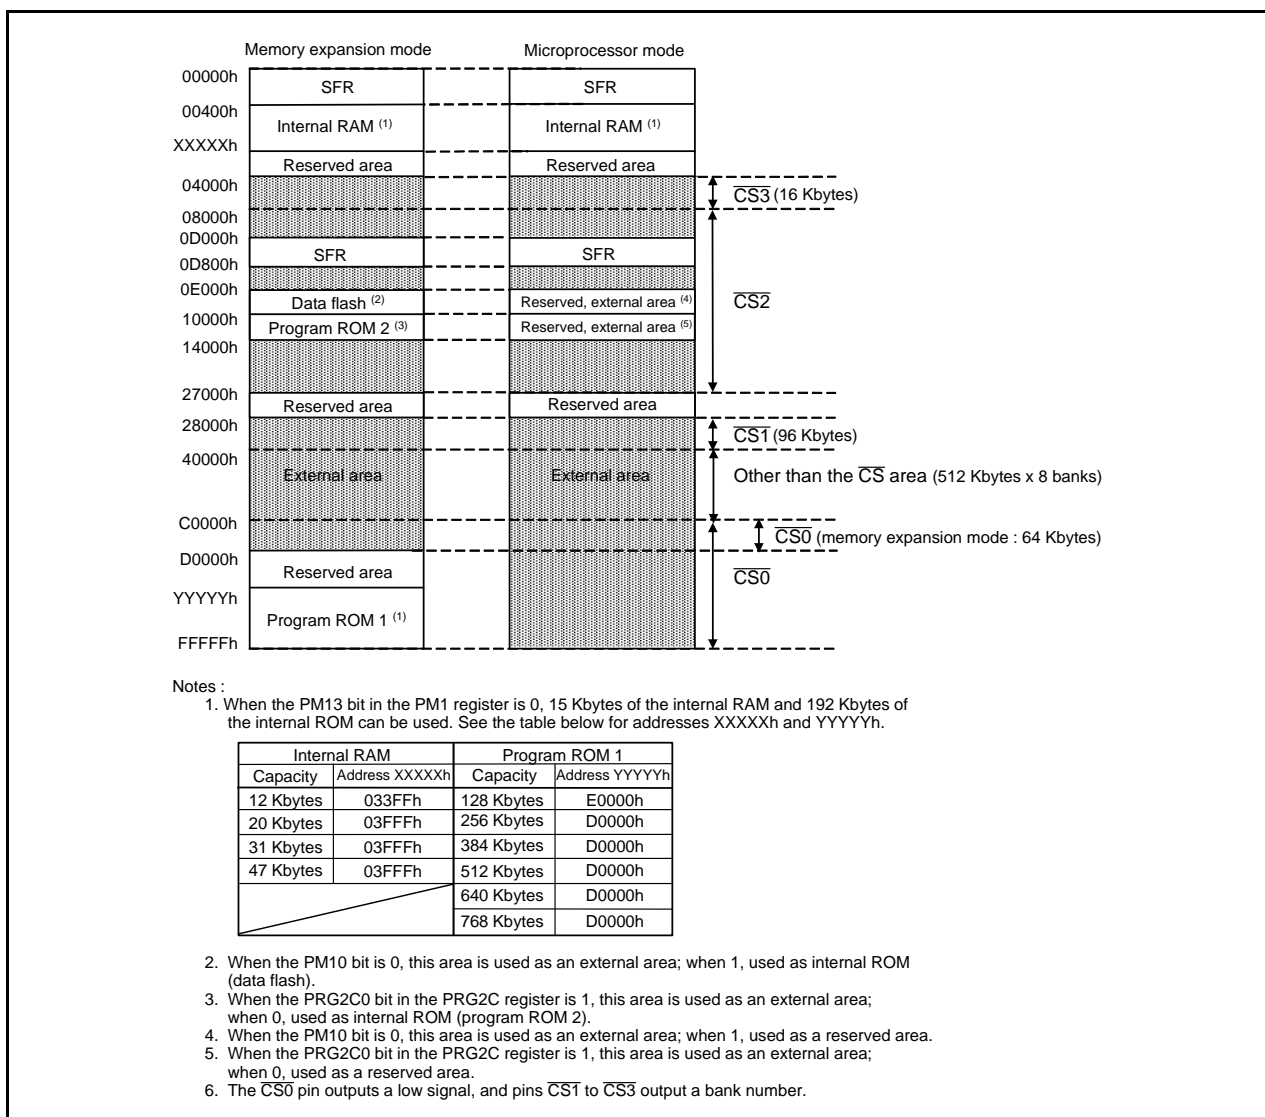 Memory expansion mode Microprocessor mode
00000h
SFR SFR
00400h
Internal RAM (1) Internal RAM (1)
XXXXXh
Reserved area Reserved area
04000h
CS3 (16 Kbytes)
08000h
0D000h
SFR SFR
0D800h
0E000h
Data flash (2) Reserved, external area (4) CS2
10000h
Program ROM 2 (3) Reserved, external area (5)
14000h
27000h
Reserved area Reserved area
28000h
CS1 (96 Kbytes)
40000h
External area External area Other than the CS area (512 Kbytes x 8 banks)
C0000h
CS0 (memory expansion mode : 64 Kbytes)
D0000h
Reserved area CS0
YYYYYh
Program ROM 1 (1)
FFFFFh
Notes :
1. When the PM13 bit in the PM1 register is 0, 15 Kbytes of the internal RAM and 192 Kbytes of
the internal ROM can be used. See the table below for addresses XXXXXh and YYYYYh.
Internal RAM Program ROM 1
Capacity Address XXXXXh Capacity Address YYYYYh
12 Kbytes 033FFh 128 Kbytes E0000h
20 Kbytes 03FFFh 256 Kbytes D0000h
31 Kbytes 03FFFh 384 Kbytes D0000h
47 Kbytes 03FFFh 512 Kbytes D0000h
640 Kbytes D0000h
768 Kbytes D0000h
2. When the PM10 bit is 0, this area is used as an external area; when 1, used as internal ROM
(data flash).
3. When the PRG2C0 bit in the PRG2C register is 1, this area is used as an external area;
when 0, used as internal ROM (program ROM 2).
4. When the PM10 bit is 0, this area is used as an external area; when 1, used as a reserved area.
5. When the PRG2C0 bit in the PRG2C register is 1, this area is used as an external area;
when 0, used as a reserved area.
6. The CS0 pin outputs a low signal, and pins CS1 to CS3 output a bank number.